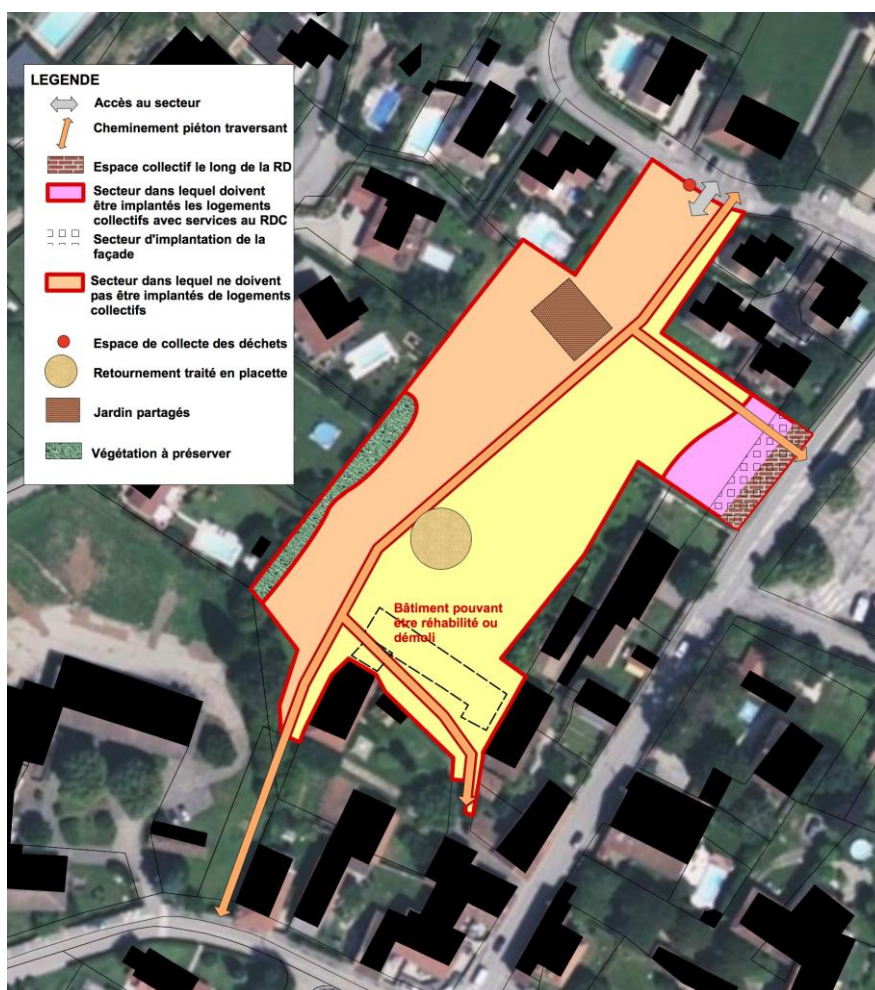 LEGENDE
Accès au secteur
Cheminement piéton traversant
Espace collectif le long de la RD
Secteur dans lequel doivent
être implantés les logements
collectifs avec services au RDC
Secteur d'implantation de la
façade
Secteur dans lequel ne doivent
pas être implantés de logements
collectifs
Espace de collecte des déchets
Retournement traité en placette
Jardin partagés
Végétation à préserver
Bâtiment pouvant
etre réhabilité ou
démoli